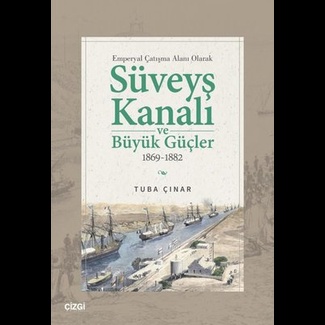 Emperyal Çatışma Alanı Olarak
Süveyş
Kanalı
ve
Büyük Güçler
1869-1882
TUBA ÇINAR
ÇİZGİ